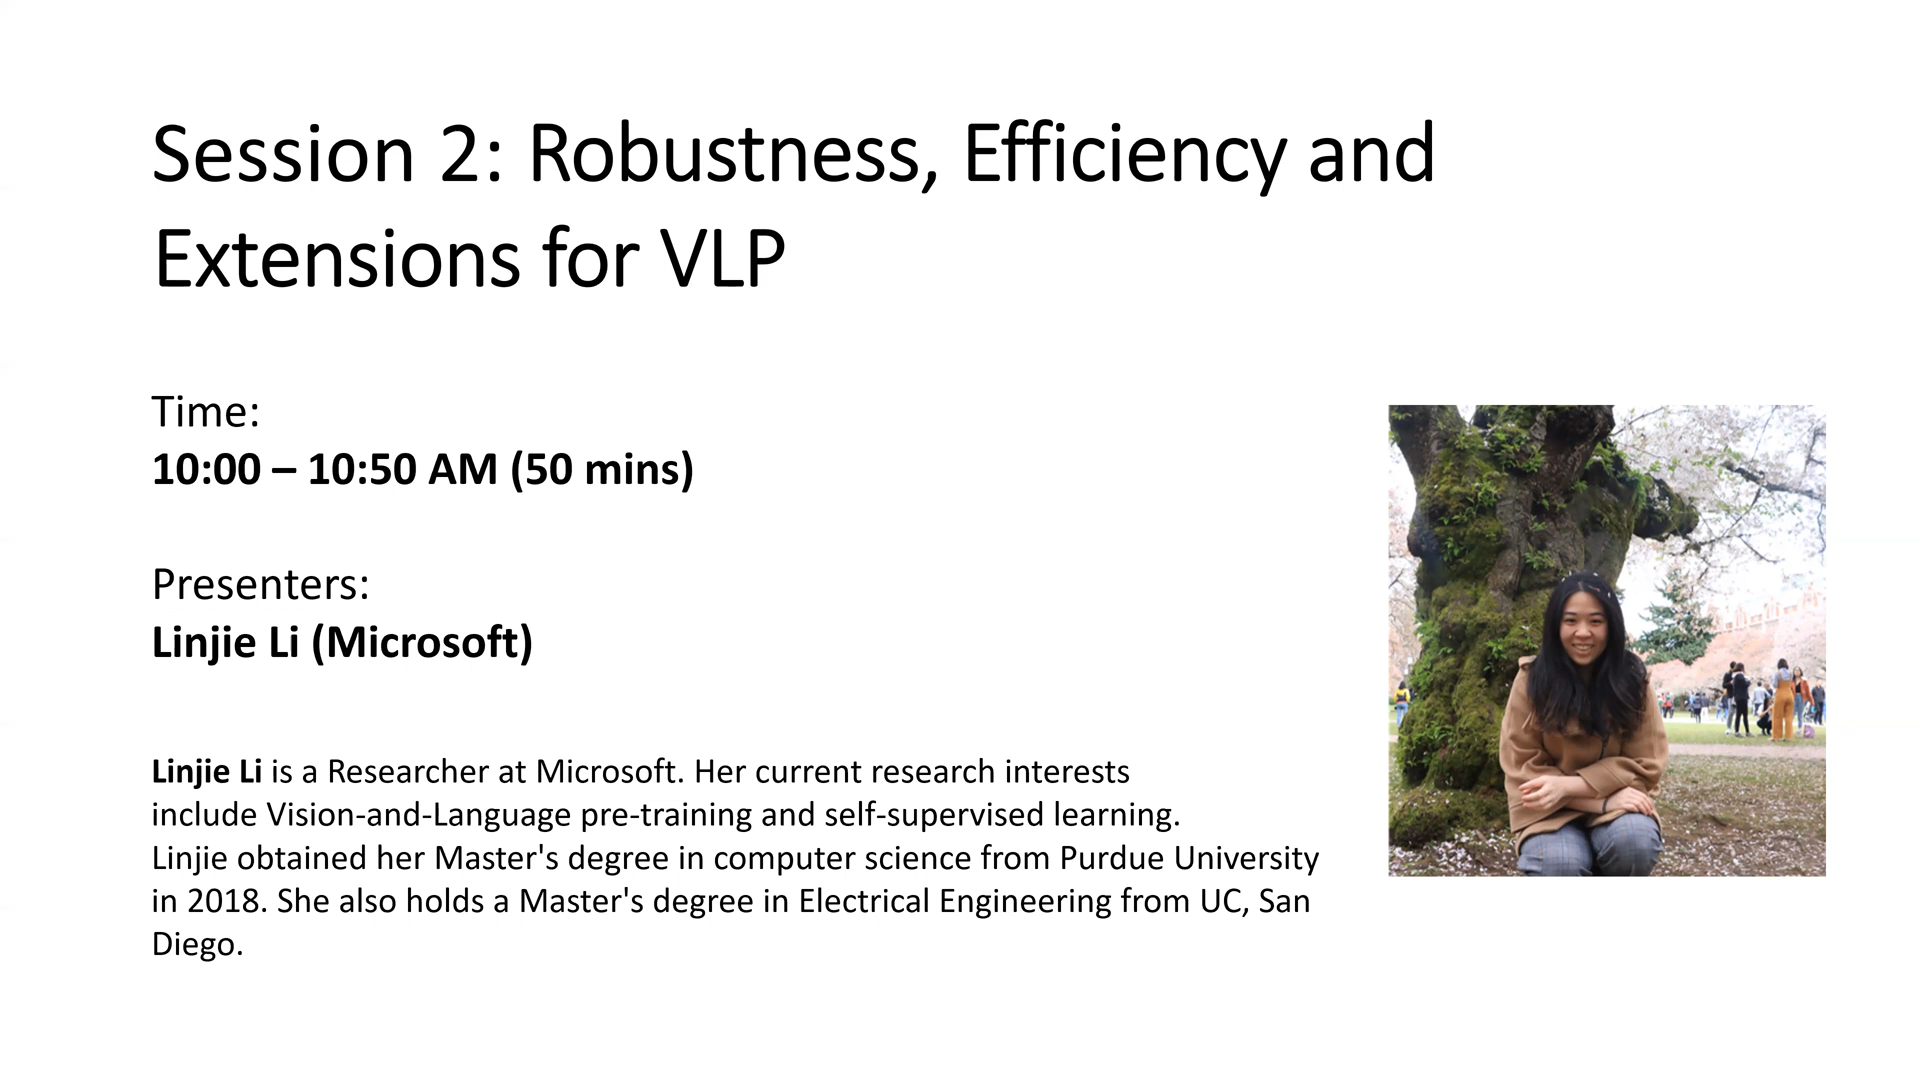 Session 2: Robustness, Efficiency and
Extensions for VLP
Time:
10:00 – 10:50 AM (50 mins)
Presenters:
Linjie Li (Microsoft)
Linjie Li is a Researcher at Microsoft. Her current research interests
include Vision-and-Language pre-training and self-supervised learning.
Linjie obtained her Master's degree in computer science from Purdue University
in 2018. She also holds a Master's degree in Electrical Engineering from UC, San
Diego.